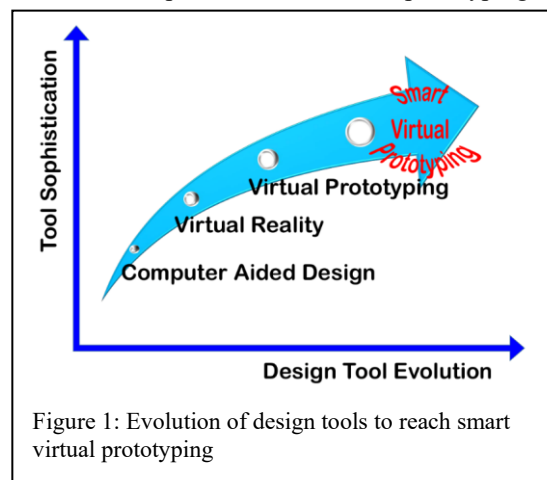 Tool Sophistication
Smart
Virtual
Prototyping
Virtual Prototyping
Virtual Reality
Computer Aided Design
Design Tool Evolution
Figure 1: Evolution of design tools to reach smart
virtual prototyping